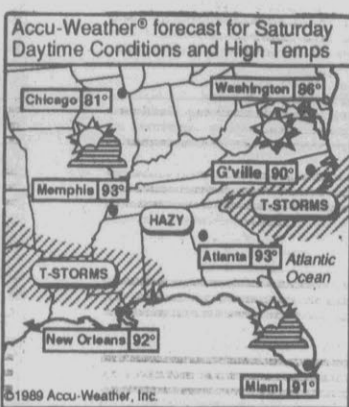 Accu-Weather® forecast for Saturday
Daytime Conditions and High Temps
Chicago 81°
Washington 86°
G'ville 90°
Memphis 93°
T-STORMS
HAZY
Atlanta 93°
Atlantic
Ocean
T-STORMS
New Orleans 92°
Miami 91°
©1989 Accu-Weather, Inc.